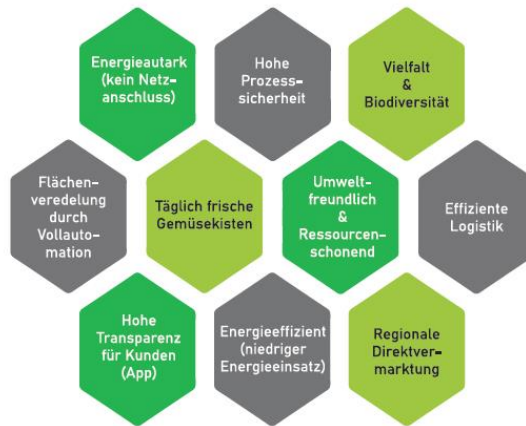 Energieautark
(kein Netz-
anschluss)
Hohe
Prozess-
sicherheit
Vielfalt
&
Biodiversität
Flächen-
veredelung
durch
Vollauto-
mation
Täglich frische
Gemüsekisten
Umwelt-
freundlich
&
Ressourcen-
schonend
Effiziente
Logistik
Hohe
Transparenz
für Kunden
(App)
Energieeffizient
(niedriger
Energieeinsatz)
Regionale
Direktver-
marktung